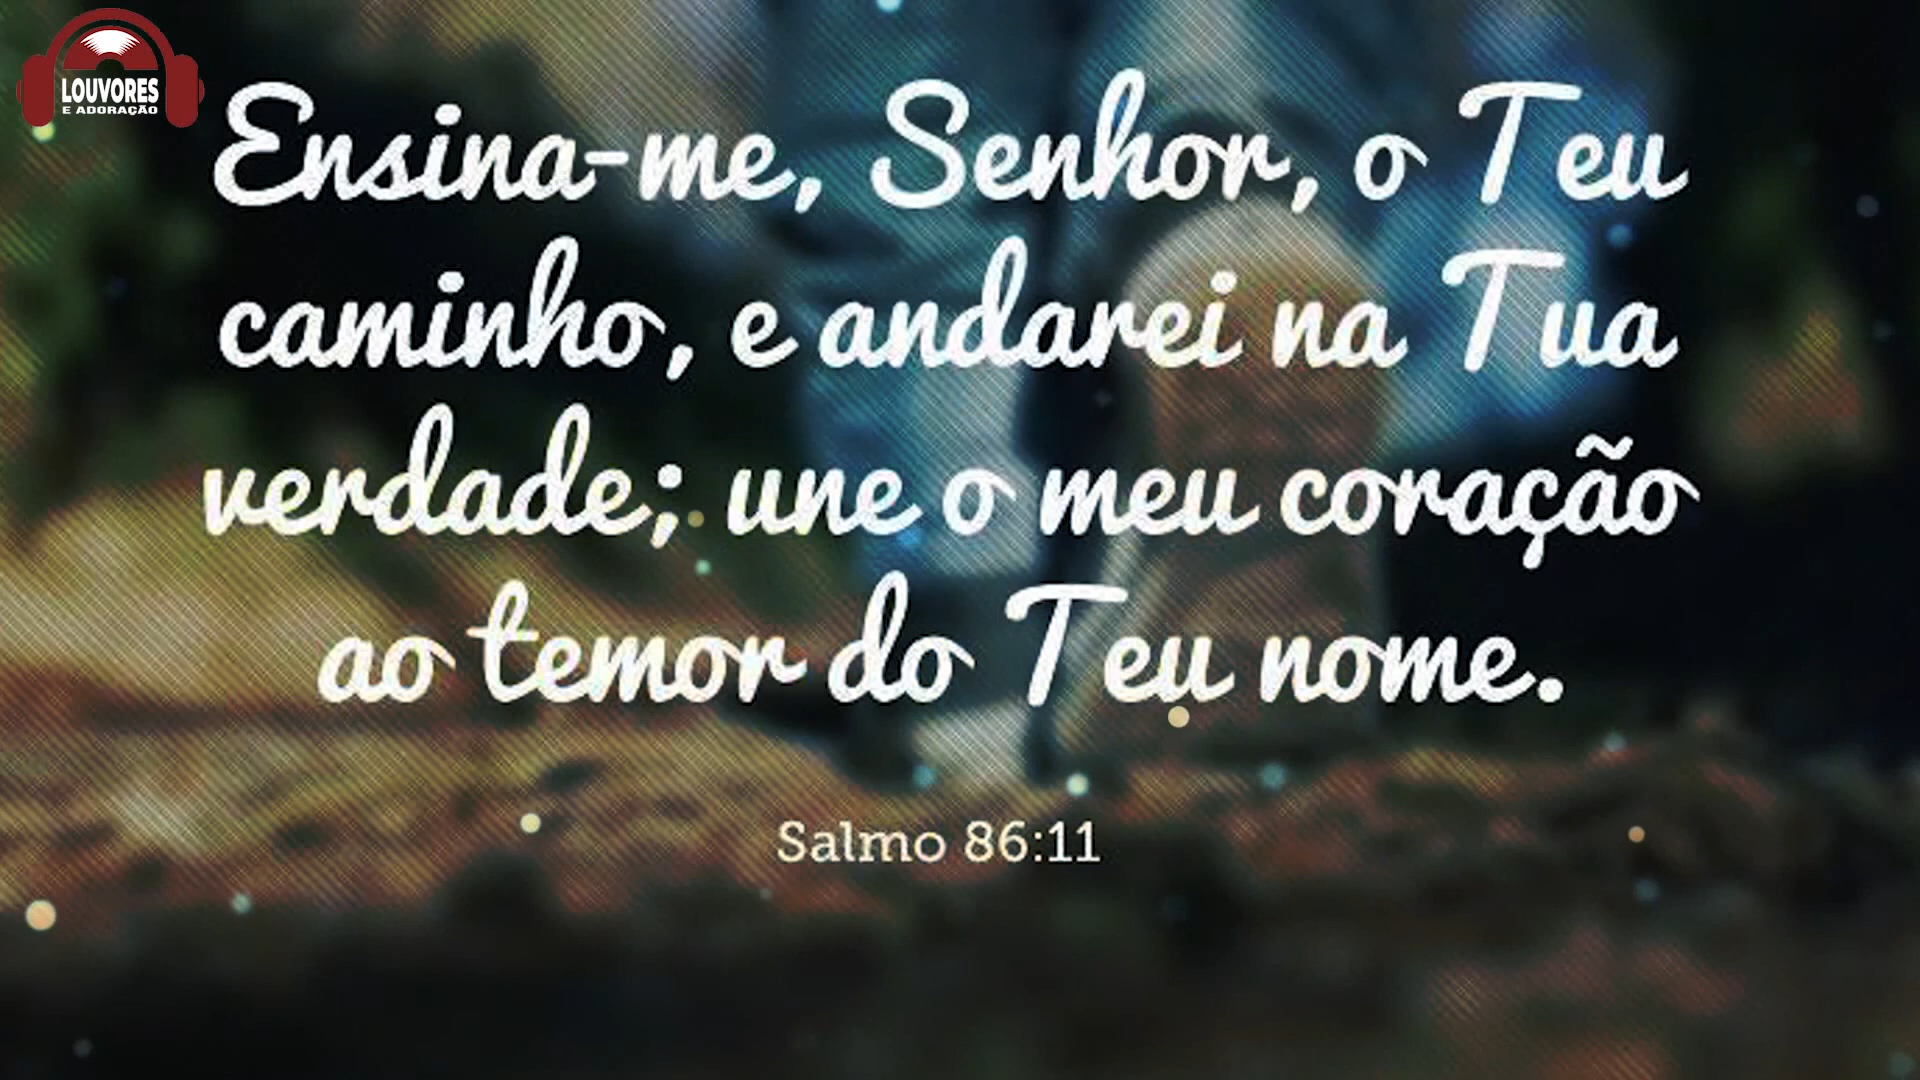 LOUVORES
E ADORAÇÃO
Ensina-me, Senhor, o Teu
caminho, e andarei na Tua
verdade; une o meu coração
ao temor do Teu nome.
Salmo 86:11